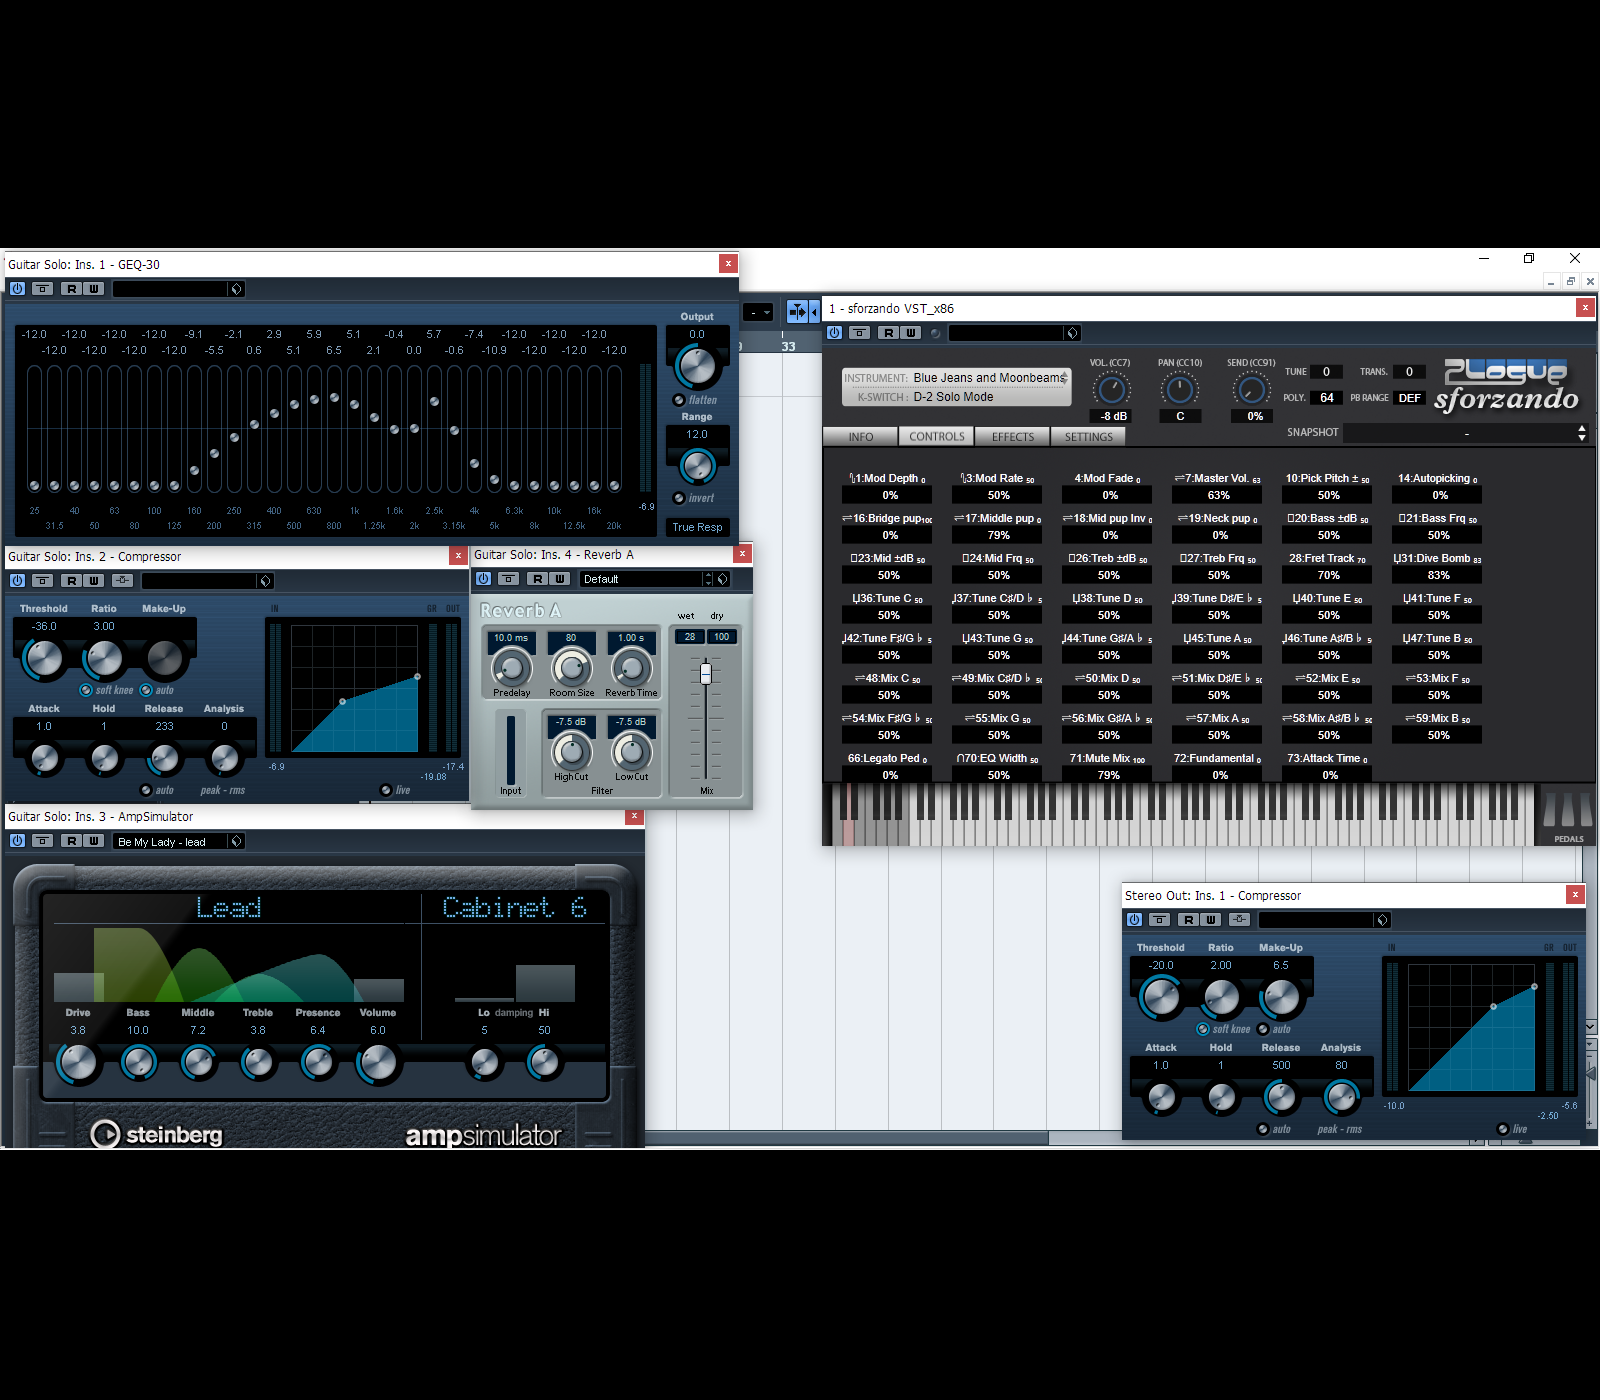 Guitar Solo: Ins. 1 - GEQ-30
R W
Output
-12.0 -12.0 -12.0 -12.0 -9.1 -2.1 2.9 5.9 5.1 -0.4 5.7 -7.4 -12.0 -12.0 -12.0
0.0
-12.0 -12.0 -12.0 -12.0 -5.5 0.6 5.1 6.5 2.1 0.0 -0.6 -10.9 -12.0 -12.0 -12.0
flatten
Range
12.0
invert
-6.9
25 40 63 100 160 250 400 630 1k 1.6k 2.5k 4k 6.3k 10k 16k
31.5 50 80 125 200 315 500 800 1.25k 2k 3.15k 5k 8k 12.5k 20k
True Resp
33
Guitar Solo: Ins. 2 - Compressor
R W
Threshold Ratio Make-Up
-36.0 3.00
soft knee auto
Attack Hold Release Analysis
1.0 1 233 0
auto peak - rms
IN GR OUT
-6.9 -17.4
-19.08
live
Guitar Solo: Ins. 4 - Reverb A
R W Default
Reverb A
wet dry
10.0 ms 80 1.00 s 28 100
Predelay Room Size Reverb Time
-7.5 dB -7.5 dB
HighCut LowCut
Input Filter Mix
Guitar Solo: Ins. 3 - AmpSimulator
R W Be My Lady - lead
Lead Cabinet 6
Drive Bass Middle Treble Presence Volume Lo damping Hi
3.8 10.0 7.2 3.8 6.4 6.0 5 50
steinberg ampsimulator
1 - sforzando VST_x86
R W
INSTRUMENT: Blue Jeans and Moonbeams
K-SWITCH : D-2 Solo Mode
VOL. (CC7) PAN (CC10) SEND (CC91)
-8 dB C 0%
TUNE 0 TRANS. 0
POLY. 64 PB RANGE DEF
Plogue
sforzando
SNAPSHOT -
INFO CONTROLS EFFECTS SETTINGS
1:Mod Depth 0 3:Mod Rate 50 4:Mod Fade 0 ⇌7:Master Vol. 63 10:Pick Pitch ± 50 14:Autopicking 0
0% 50% 0% 63% 50% 0%
⇌16:Bridge pup100 ⇌17:Middle pup 0 ⇌18:Mid pup Inv 0 ⇌19:Neck pup 0 □20:Bass ±dB 50 □21:Bass Frq 50
0% 79% 0% 0% 50% 50%
□23:Mid ±dB 50 □24:Mid Frq 50 □26:Treb ±dB 50 □27:Treb Frq 50 28:Fret Track 70 31:Dive Bomb 83
50% 50% 50% 50% 70% 83%
36:Tune C 50 37:Tune C♯/D♭ 5 38:Tune D 50 39:Tune D♯/E♭ 5 40:Tune E 50 41:Tune F 50
50% 50% 50% 50% 50% 50%
42:Tune F♯/G♭ 5 43:Tune G 50 44:Tune G♯/A♭ 5 45:Tune A 50 46:Tune A♯/B♭ 5 47:Tune B 50
50% 50% 50% 50% 50% 50%
⇌48:Mix C 50 ⇌49:Mix C♯/D♭ 50 ⇌50:Mix D 50 ⇌51:Mix D♯/E♭ 50 ⇌52:Mix E 50 ⇌53:Mix F 50
50% 50% 50% 50% 50% 50%
⇌54:Mix F♯/G♭ 50 ⇌55:Mix G 50 ⇌56:Mix G♯/A♭ 50 ⇌57:Mix A 50 ⇌58:Mix A♯/B♭ 50 ⇌59:Mix B 50
50% 50% 50% 50% 50% 50%
66:Legato Ped 0 ∩70:EQ Width 50 71:Mute Mix 100 72:Fundamental 0 73:Attack Time 0
0% 50% 79% 0% 0%
PEDALS
Stereo Out: Ins. 1 - Compressor
R W
Threshold Ratio Make-Up
-20.0 2.00 6.5
soft knee auto
Attack Hold Release Analysis
1.0 1 500 80
auto peak - rms
IN GR OUT
-10.0 -5.6
-2.50
live